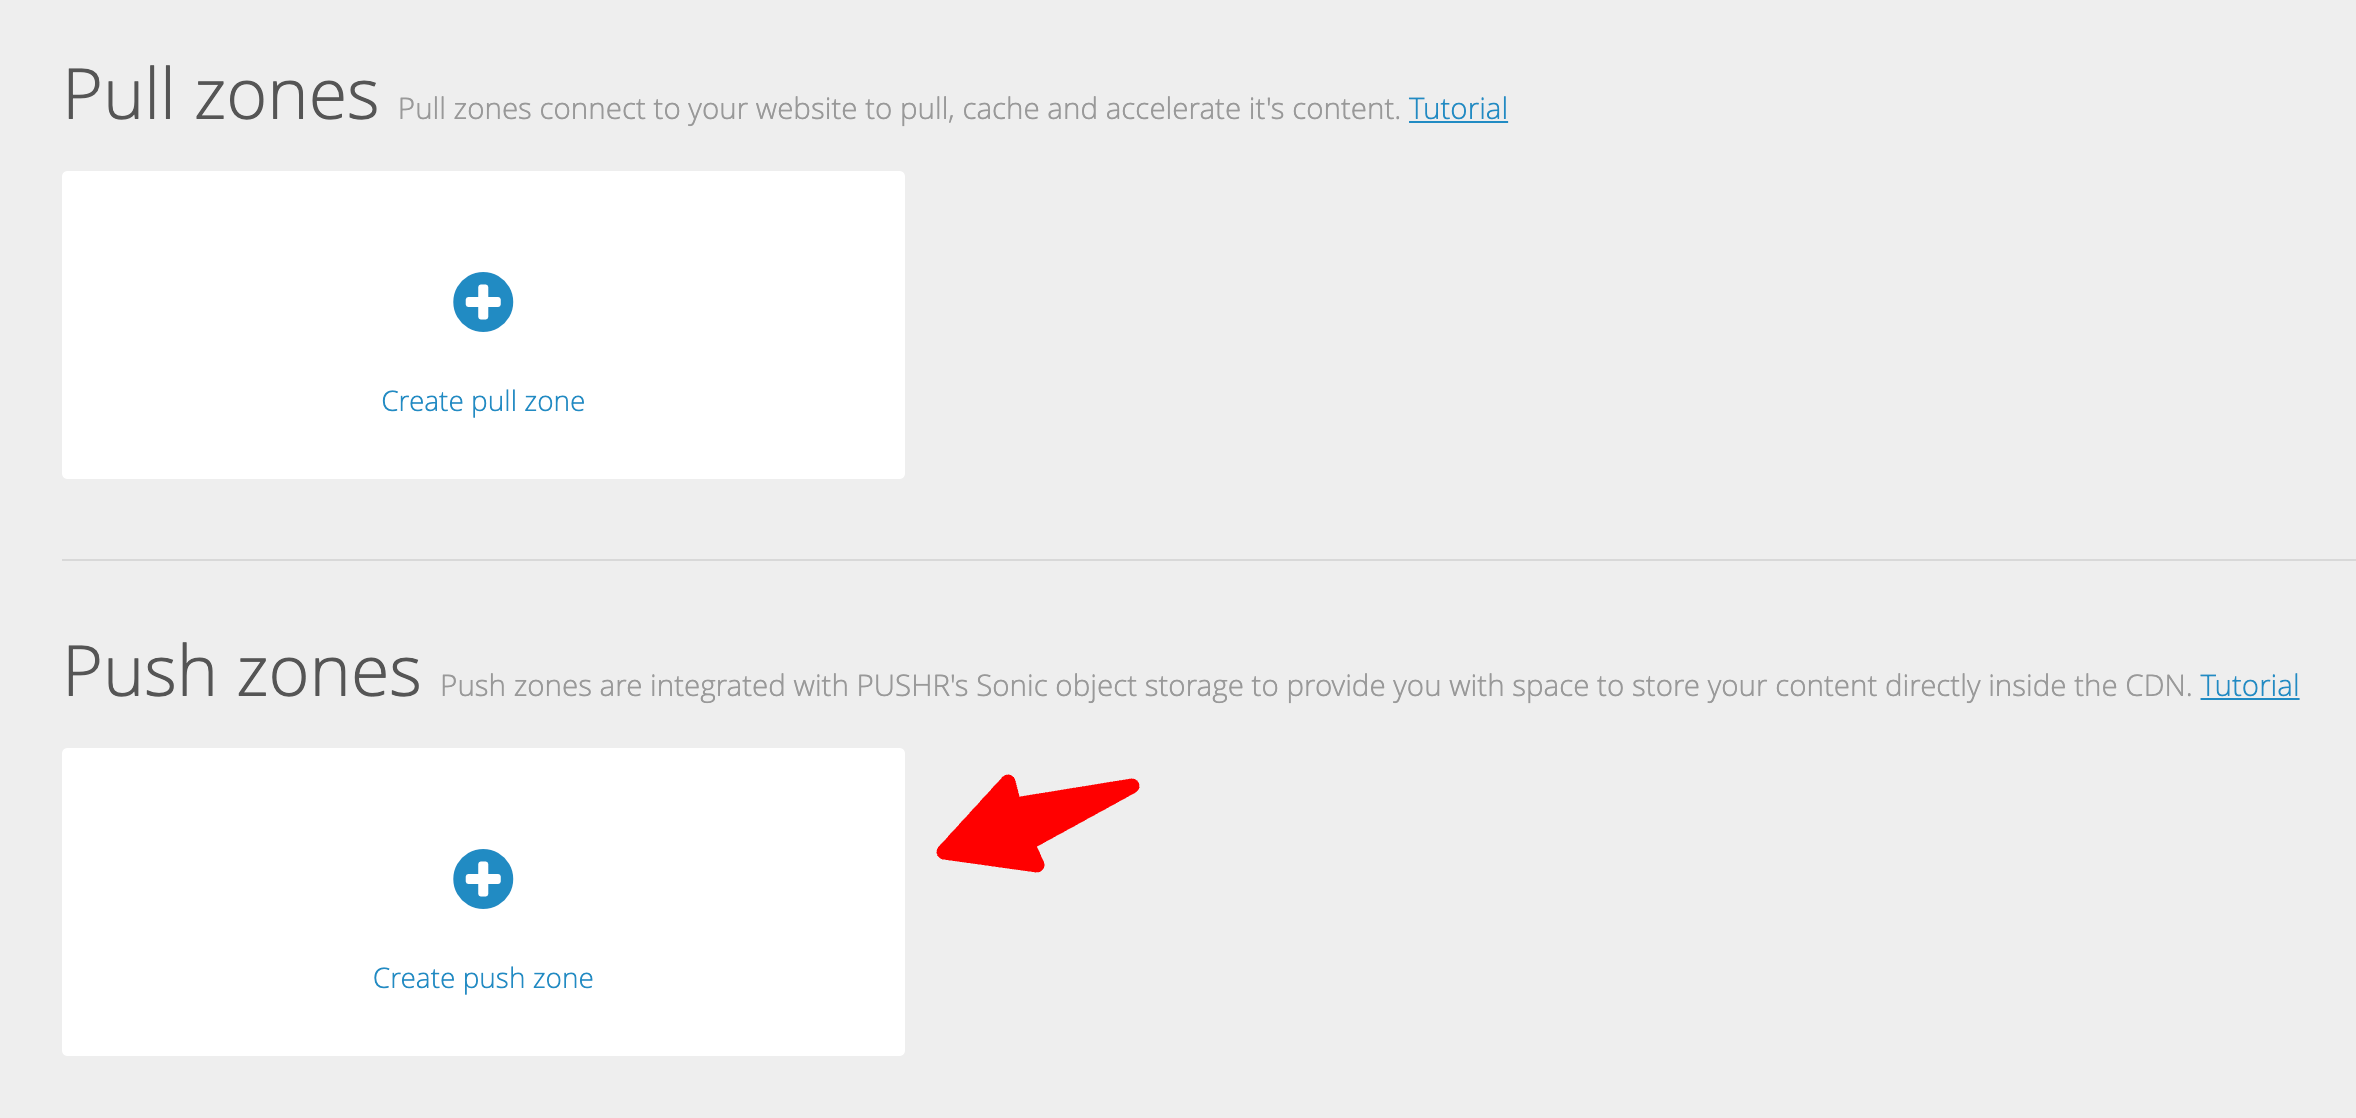 Pull zones Pull zones connect to your website to pull, cache and accelerate it's content. Tutorial
Create pull zone
Push zones Push zones are integrated with PUSHR's Sonic object storage to provide you with space to store your content directly inside the CDN. Tutorial
Create push zone